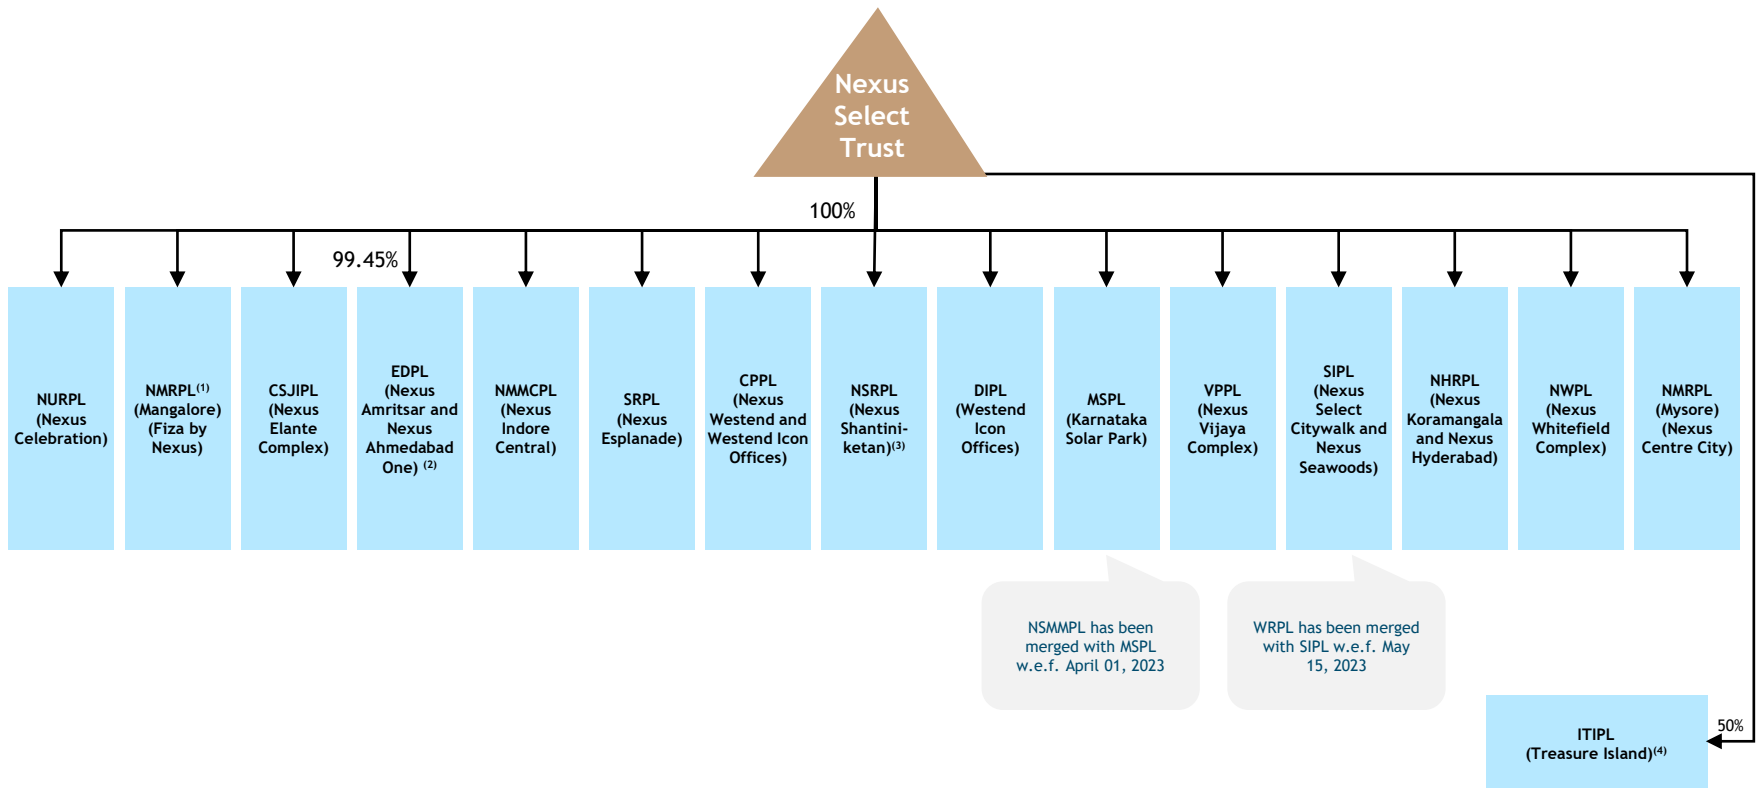 Nexus
Select
Trust
100%
99.45%
NURPL
(Nexus
Celebration)
NMRPL(1)
(Mangalore)
(Fiza by
Nexus)
CSJIPL
(Nexus
Elante
Complex)
EDPL
(Nexus
Amritsar and
Nexus
Ahmedabad
One) (2)
NMMCPL
(Nexus
Indore
Central)
SRPL
(Nexus
Esplanade)
CPPL
(Nexus
Westend and
Westend Icon
Offices)
NSRPL
(Nexus
Shantini-
ketan)(3)
DIPL
(Westend
Icon
Offices)
MSPL
(Karnataka
Solar Park)
VPPL
(Nexus
Vijaya
Complex)
SIPL
(Nexus
Select
Citywalk and
Nexus
Seawoods)
NHRPL
(Nexus
Koramangala
and Nexus
Hyderabad)
NWPL
(Nexus
Whitefield
Complex)
NMRPL
(Mysore)
(Nexus
Centre City)
NSMMPL has been
merged with MSPL
w.e.f. April 01, 2023
WRPL has been merged
with SIPL w.e.f. May
15, 2023
50%
ITIPL
(Treasure Island)(4)